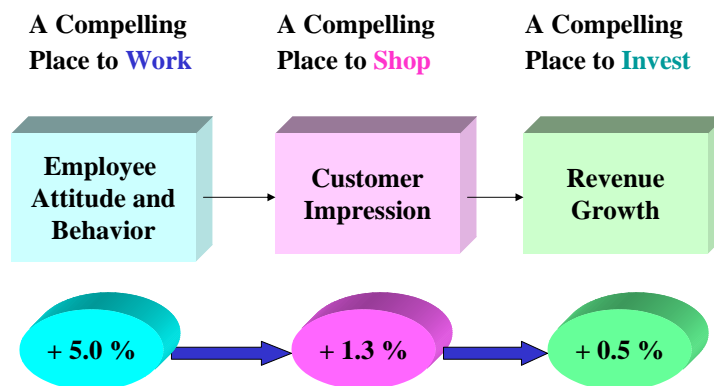 A Compelling
Place to Work
A Compelling
Place to Shop
A Compelling
Place to Invest
Employee
Attitude and
Behavior
Customer
Impression
Revenue
Growth
+ 5.0 %
+ 1.3 %
+ 0.5 %